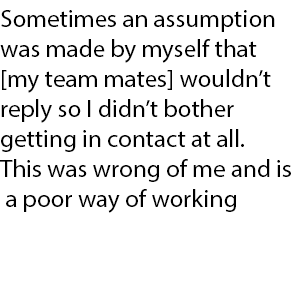 Sometimes an assumption
was made by myself that
[my team mates] wouldn’t
reply so I didn’t bother
getting in contact at all.
This was wrong of me and is
a poor way of working